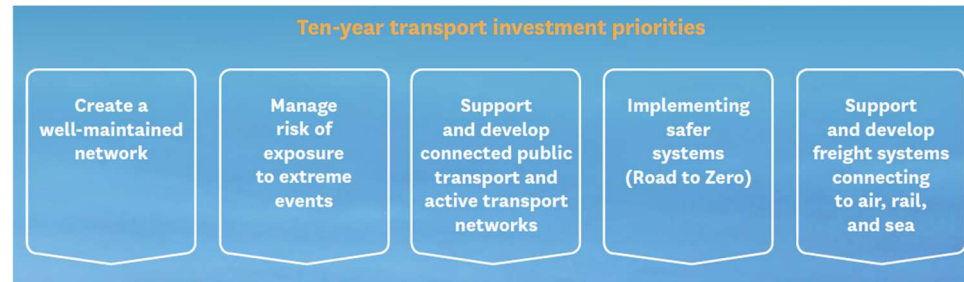 Ten-year transport investment priorities
Create a
well-maintained
network
Manage
risk of
exposure
to extreme
events
Support
and develop
connected public
transport and
active transport
networks
Implementing
safer
systems
(Road to Zero)
Support
and develop
freight systems
connecting
to air, rail,
and sea